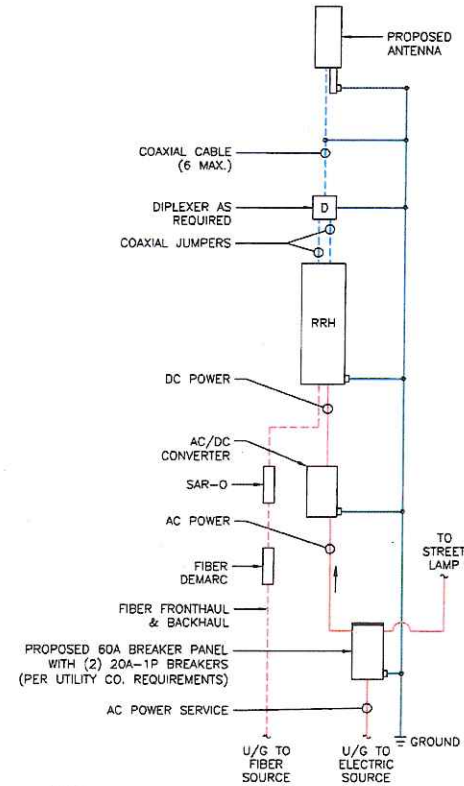 PROPOSED
ANTENNA
COAXIAL CABLE
(6 MAX.)
DIPLEXER AS
REQUIRED
D
COAXIAL JUMPERS
RRH
DC POWER
AC/DC
CONVERTER
SAR-O
AC POWER
TO
STREET
LAMP
FIBER
DEMARC
FIBER FRONTHAUL
& BACKHAUL
PROPOSED 60A BREAKER PANEL
WITH (2) 20A-1P BREAKERS
(PER UTILITY CO. REQUIREMENTS)
AC POWER SERVICE
GROUND
U/G TO
FIBER
SOURCE
U/G TO
ELECTRIC
SOURCE